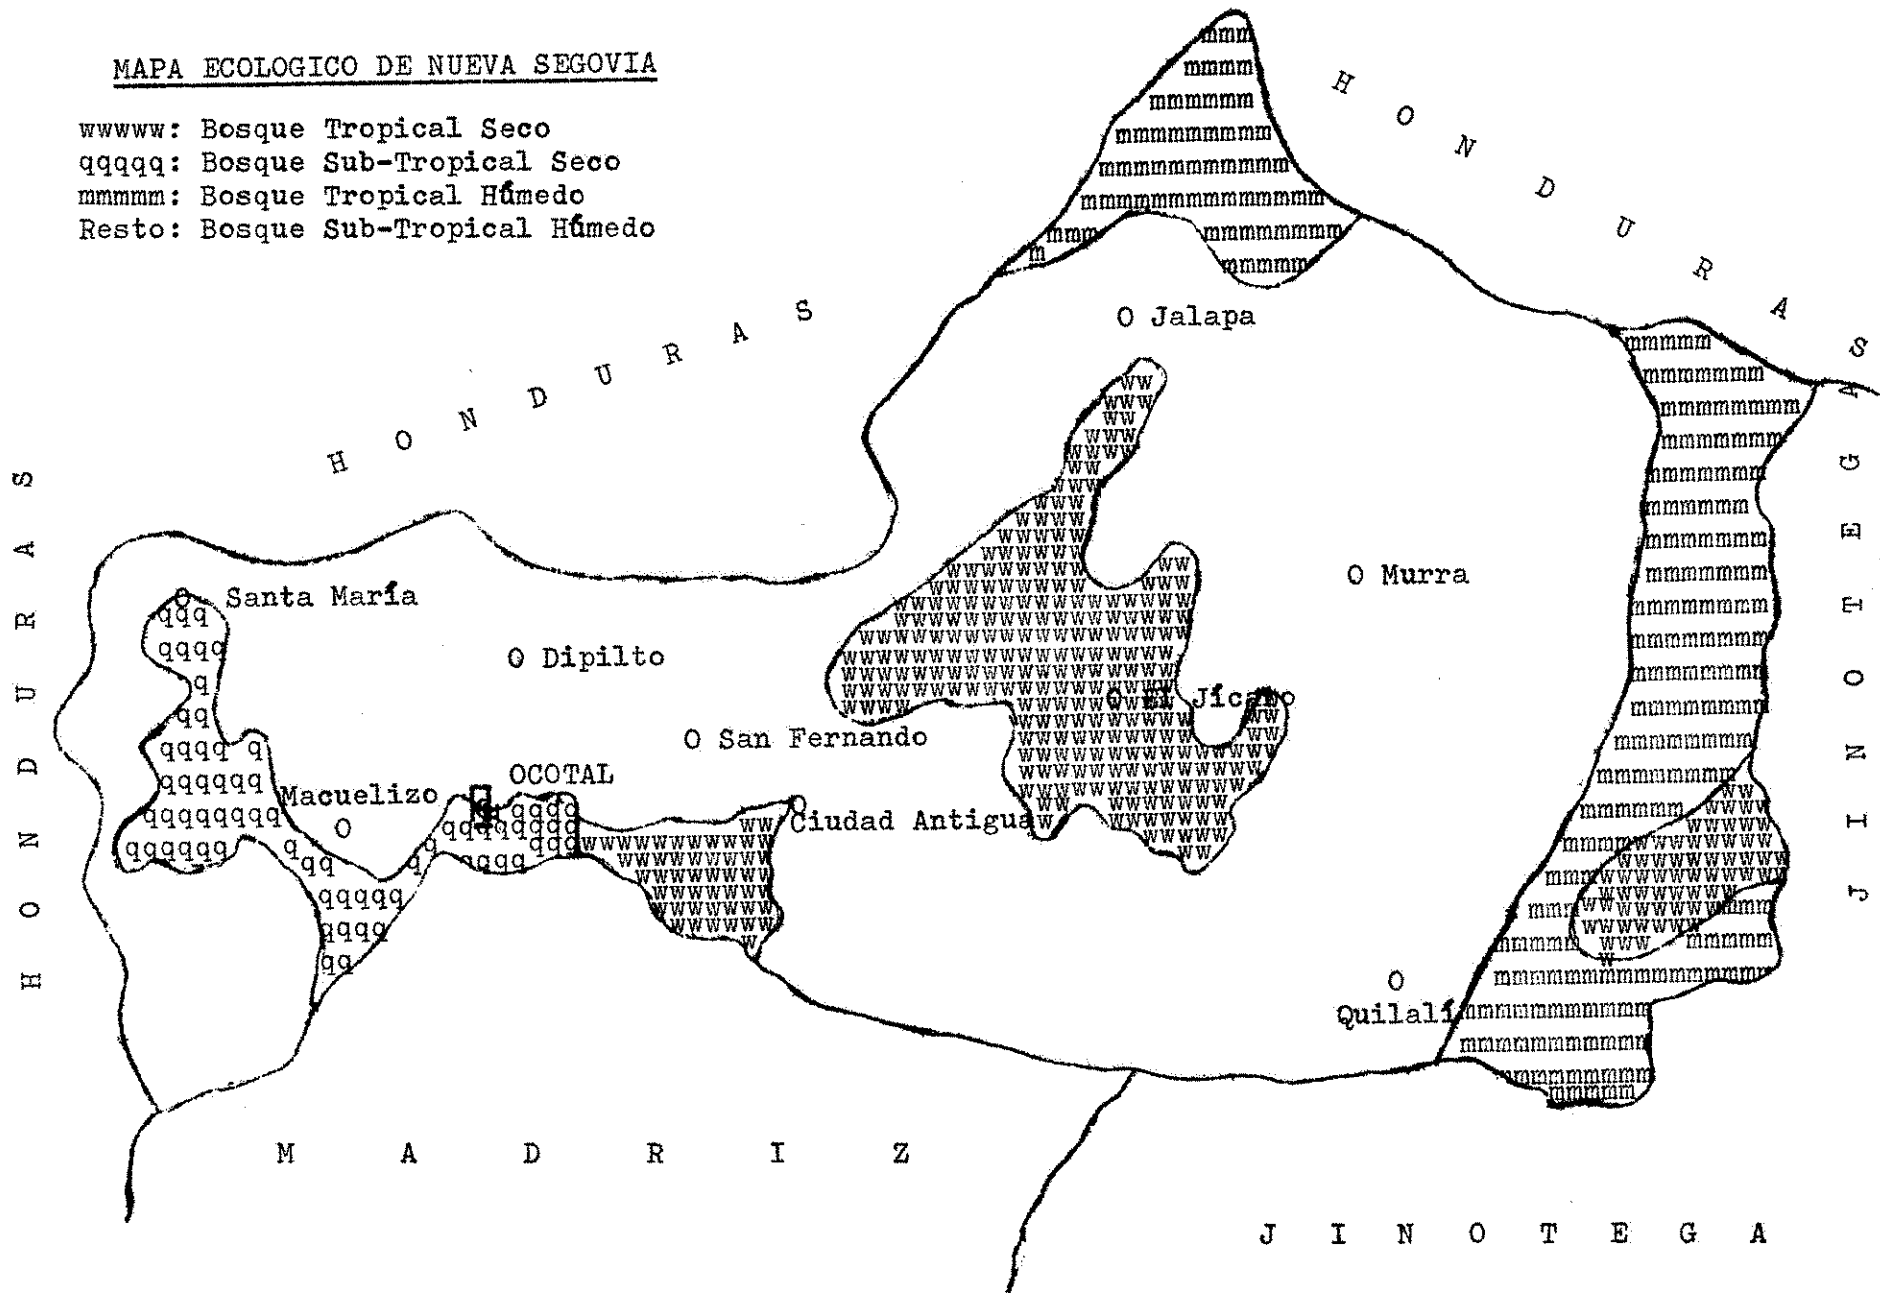 MAPA ECOLOGICO DE NUEVA SEGOVIA
wwwww: Bosque Tropical Seco
qqqqq: Bosque Sub-Tropical Seco
mmmmm: Bosque Tropical Húmedo
Resto: Bosque Sub-Tropical Húmedo
H O N D U R A S
H O N D U R A S
H O N D U R A S
O Jalapa
O Murra
O Santa María
O Dipilto
O El Jícaro
O San Fernando
OCOTAL
Macuelizo
O
O
Ciudad Antigua
O
Quilalí
J I N O T E G A
M A D R I Z
J I N O T E G A